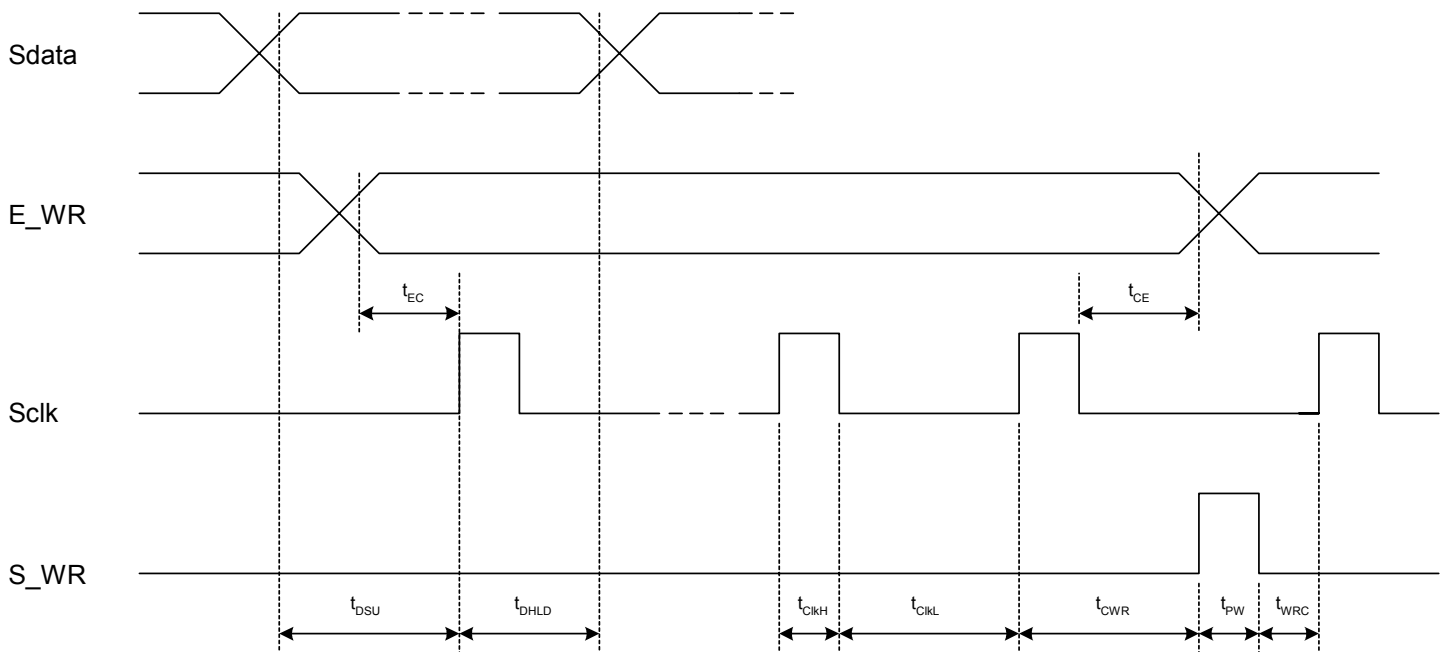 Sdata
E_WR
tEC
tCE
Sclk
S_WR
tDSU
tDHLD
tClkH
tClkL
tCWR
tPW
tWRC